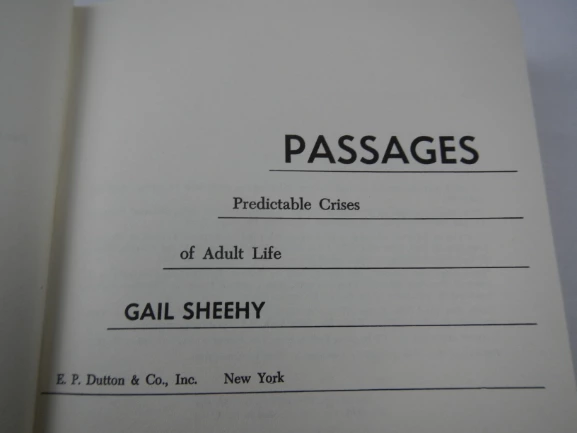 PASSAGES
Predictable Crises
of Adult Life
GAIL SHEEHY
E. P. Dutton & Co., Inc. New York